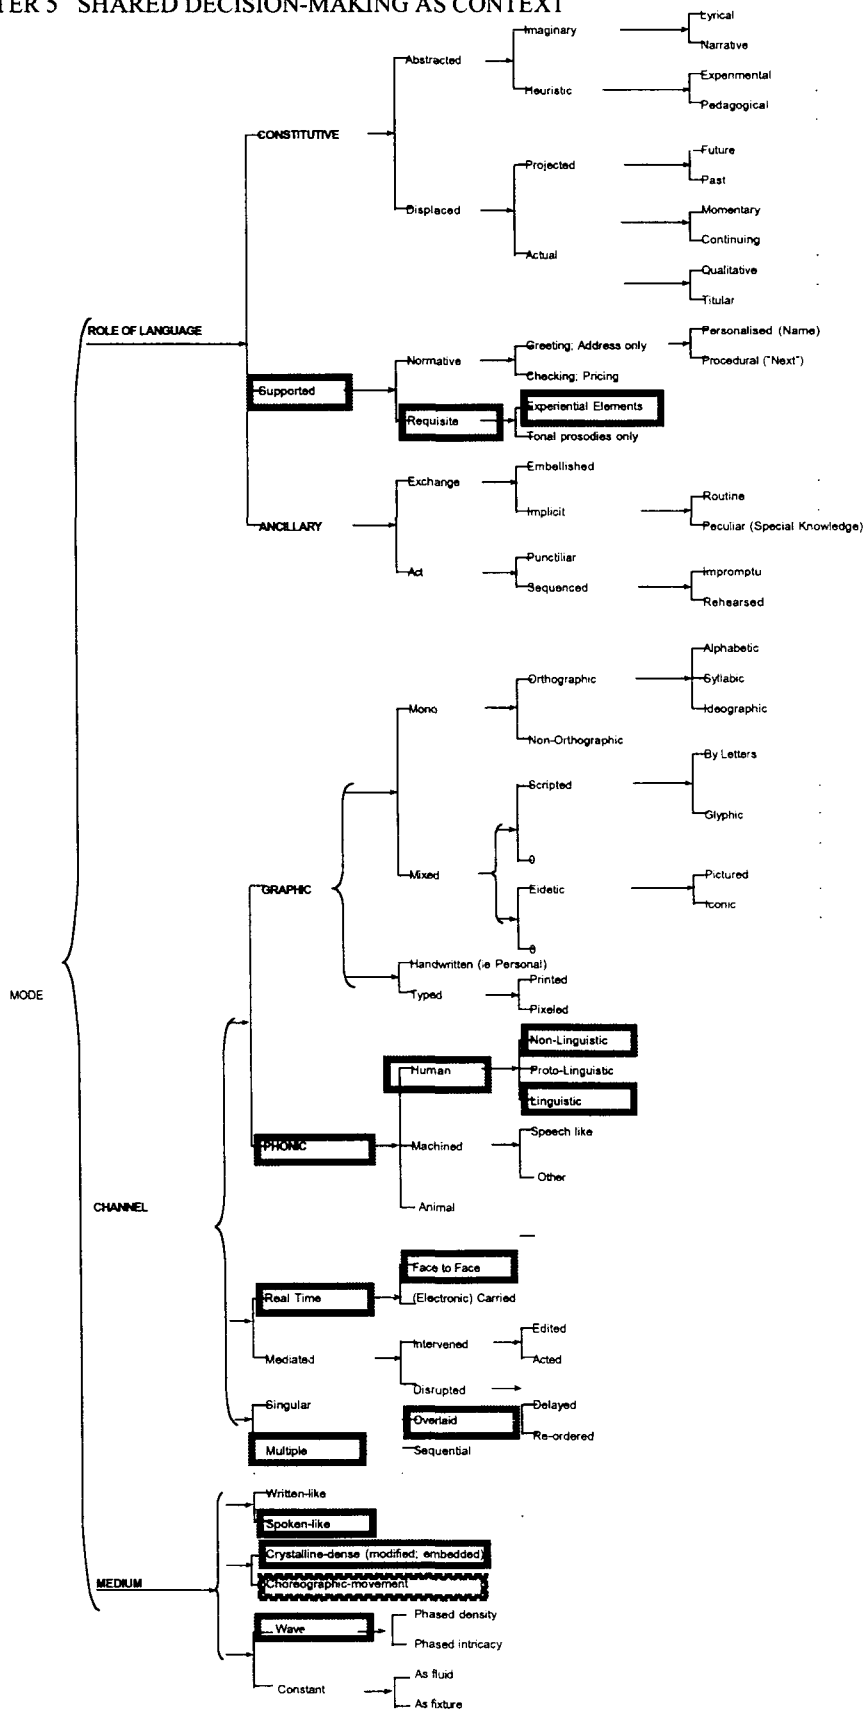 TER 5 SHARED DECISION-MAKING AS CONTEXT
Lyrical
Imaginary
Narrative
Abstracted
Experimental
Heuristic
Pedagogical
CONSTITUTIVE
Future
Projected
Past
Displaced
Momentary
Continuing
Actual
Qualitative
Titular
ROLE OF LANGUAGE
Personalised (Name)
Greeting; Address only
Normative
Procedural ("Next")
Checking; Pricing
Supported
Experiential Elements
Requisite
Tonal prosodies only
Embellished
Exchange
Routine
Implicit
ANCILLARY
Peculiar (Special Knowledge)
Punctiliar
Act
Impromptu
Sequenced
Rehearsed
Alphabetic
Orthographic
Syllabic
Mono
Ideographic
Non-Orthographic
By Letters
Scripted
Glyphic
0
Mixed
Pictured
GRAPHIC
Eidetic
Iconic
0
Handwritten (ie Personal)
Printed
MODE
Typed
Pixeled
Non-Linguistic
Human
Proto-Linguistic
Linguistic
Speech like
PHONIC
Machined
Other
CHANNEL
Animal
Face to Face
Real Time
(Electronic) Carried
Edited
Intervened
Mediated
Acted
Disrupted
Singular
Delayed
Overlaid
Re-ordered
Multiple
Sequential
Written-like
Spoken-like
Crystalline-dense (modified; embedded)
MEDIUM
Choreographic-movement
Phased density
Wave
Phased intricacy
As fluid
Constant
As fixture